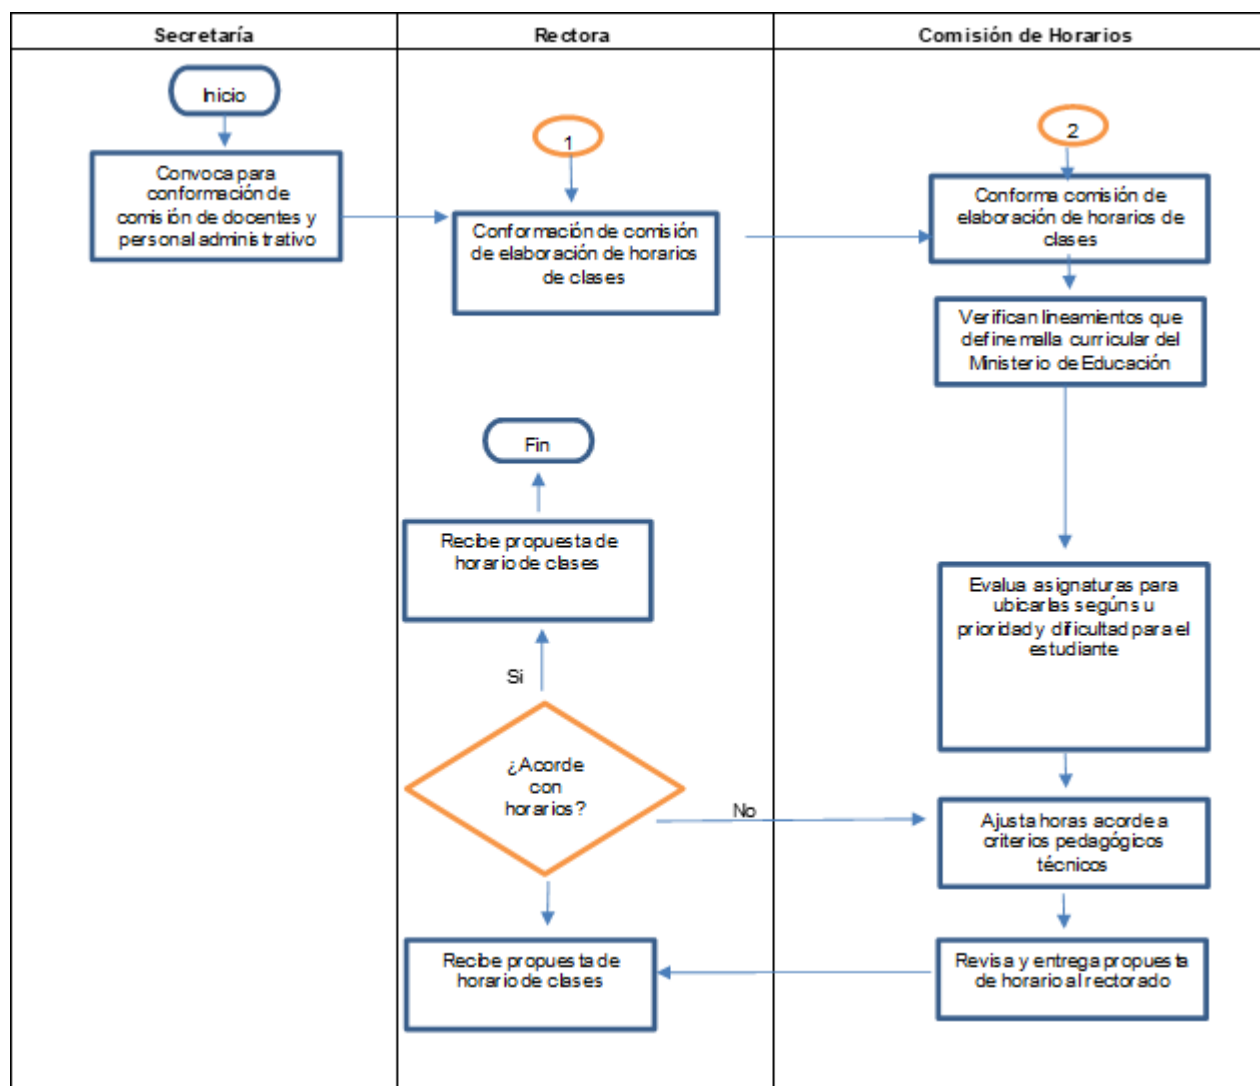 Secretaría
Rectora
Comisión de Horarios
Inicio
Convoca para
conformación de
comisión de docentes y
personal administrativo
1
Conformación de comisión
de elaboración de horarios
de clases
2
Conforma comisión de
elaboración de horarios de
clases
Verifican lineamientos que
define malla curricular del
Ministerio de Educación
Fin
Recibe propuesta de
horario de clases
Evalua asignaturas para
ubicarlas según su
prioridad y dificultad para el
estudiante
Si
¿Acorde
con
horarios?
No
Ajusta horas acorde a
criterios pedagógicos
técnicos
Recibe propuesta de
horario de clases
Revisa y entrega propuesta
de horario al rectorado